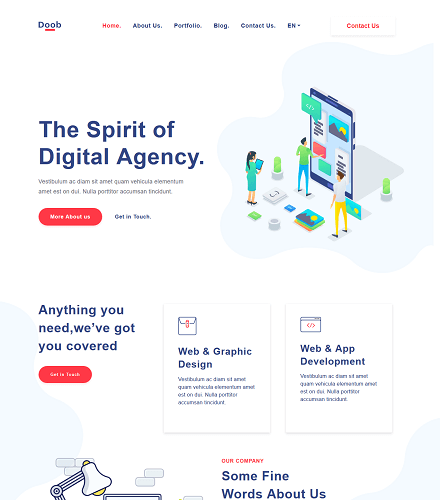 Doob
Home. About Us. Portfolio. Blog. Contact Us. EN
Contact Us
The Spirit of
Digital Agency.
Vestibulum ac diam sit amet quam vehicula elementum
amet est on dui. Nulla porttitor accumsan tincidunt.
More About us
Get in Touch.
Anything you
need,we’ve got
you covered
Get in Touch
Web & Graphic
Design
Vestibulum ac diam sit amet
quam vehicula elementum amet
est on dui. Nulla porttitor
accumsan tincidunt.
Web & App
Development
Vestibulum ac diam sit amet
quam vehicula elementum amet
est on dui. Nulla porttitor
accumsan tincidunt.
OUR COMPANY
Some Fine
Words About Us